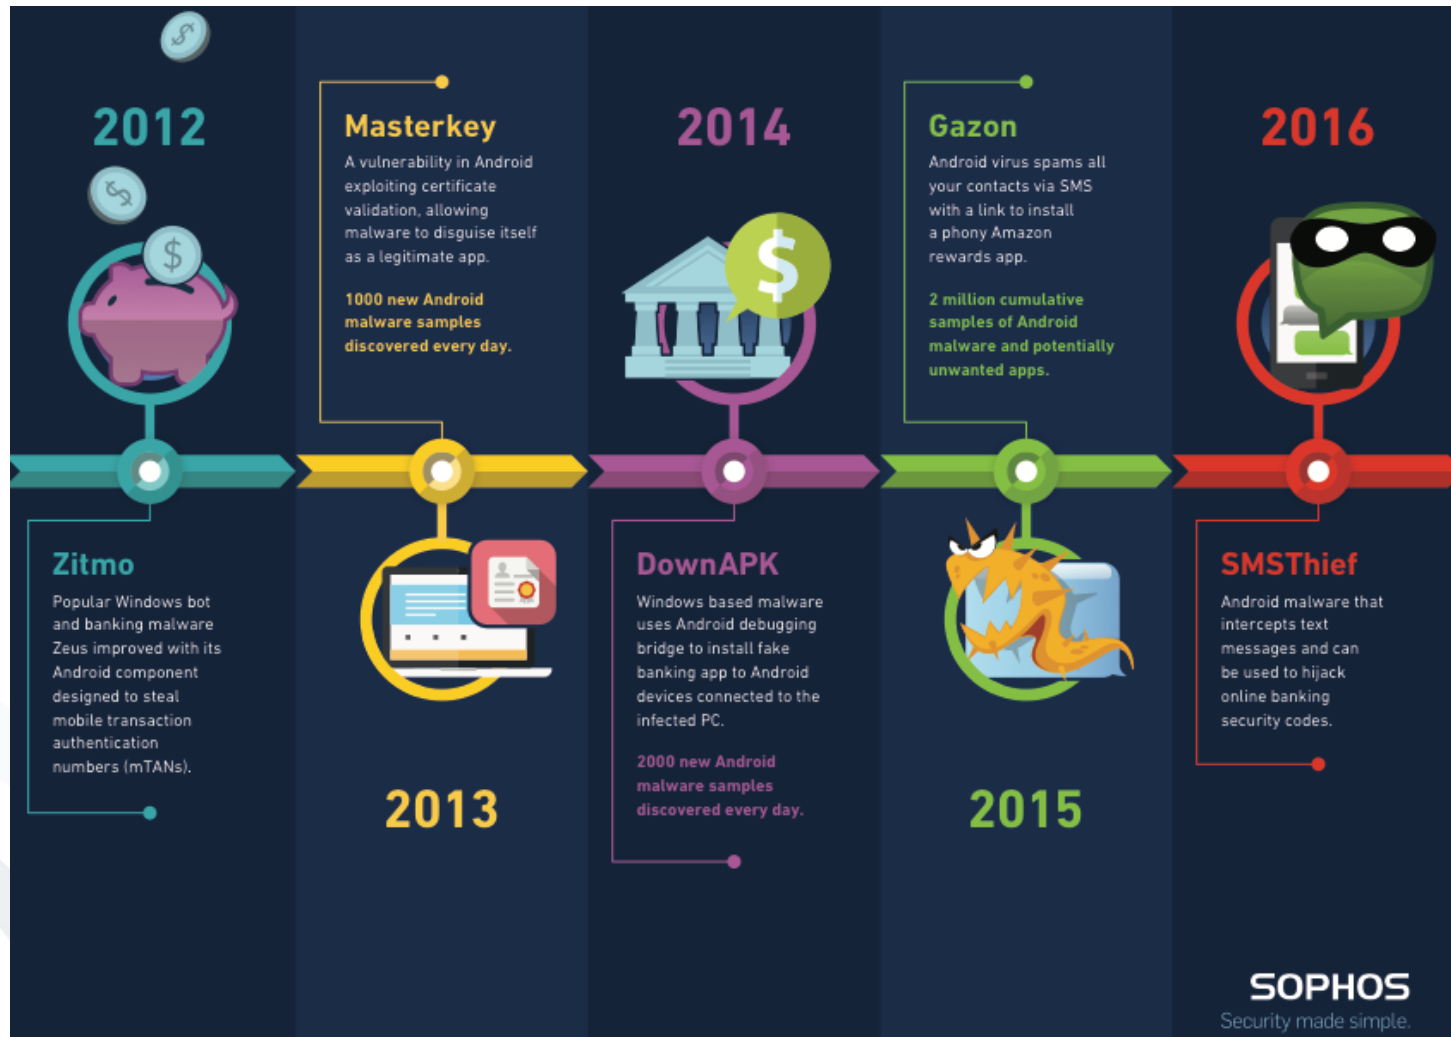 2012
Zitmo
Popular Windows bot
and banking malware
Zeus improved with its
Android component
designed to steal
mobile transaction
authentication
numbers (mTANs).
Masterkey
A vulnerability in Android
exploiting certificate
validation, allowing
malware to disguise itself
as a legitimate app.
1000 new Android
malware samples
discovered every day.
2013
2014
$
DownAPK
Windows based malware
uses Android debugging
bridge to install fake
banking app to Android
devices connected to the
infected PC.
2000 new Android
malware samples
discovered every day.
Gazon
Android virus spams all
your contacts via SMS
with a link to install
a phony Amazon
rewards app.
2 million cumulative
samples of Android
malware and potentially
unwanted apps.
2015
2016
SMSThief
Android malware that
intercepts text
messages and can
be used to hijack
online banking
security codes.
SOPHOS
Security made simple.